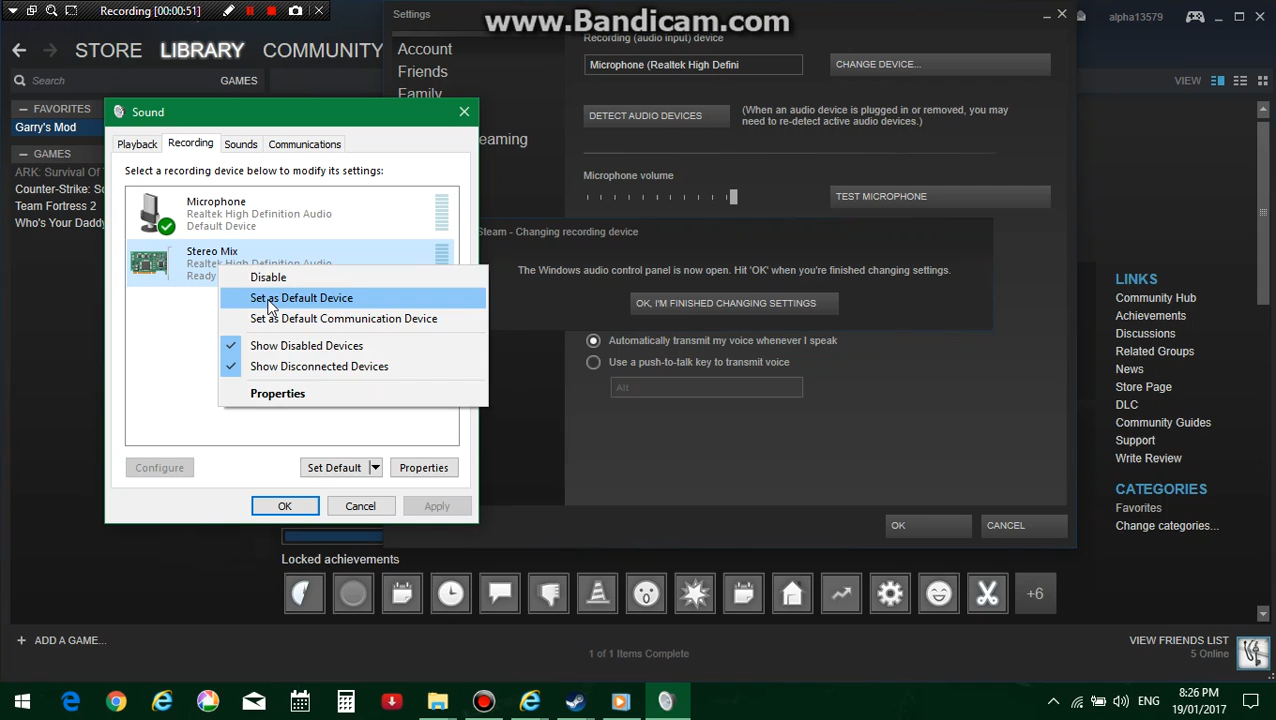 Recording [00:00:51]
www.Bandicam.com
Settings
alpha13579
STORE LIBRARY COMMUNITY
Search
GAMES
VIEW
FAVORITES
Garry's Mod
GAMES
ARK: Survival Of
Counter-Strike: Sc
Team Fortress 2
Who's Your Daddy
Account
Friends
Family
eaming
Recording (audio input) device
Microphone (Realtek High Defini
CHANGE DEVICE...
DETECT AUDIO DEVICES
(When an audio device is plugged in or removed, you may
need to re-detect active audio devices.)
Microphone volume
TEST MICROPHONE
Steam - Changing recording device
The Windows audio control panel is now open. Hit 'OK' when you're finished changing settings.
OK, I'M FINISHED CHANGING SETTINGS
Automatically transmit my voice whenever I speak
Use a push-to-talk key to transmit voice
Alt
OK
CANCEL
Sound
Playback
Recording
Sounds
Communications
Select a recording device below to modify its settings:
Microphone
Realtek High Definition Audio
Default Device
Stereo Mix
Realtek High Definition Audio
Ready
Disable
Set as Default Device
Set as Default Communication Device
Show Disabled Devices
Show Disconnected Devices
Properties
Configure
Set Default
Properties
OK
Cancel
Apply
LINKS
Community Hub
Achievements
Discussions
Related Groups
News
Store Page
DLC
Community Guides
Support
Write Review
CATEGORIES
Favorites
Change categories...
Locked achievements
+6
ADD A GAME...
1 of 1 Items Complete
VIEW FRIENDS LIST
5 Online
ENG
8:26 PM
19/01/2017